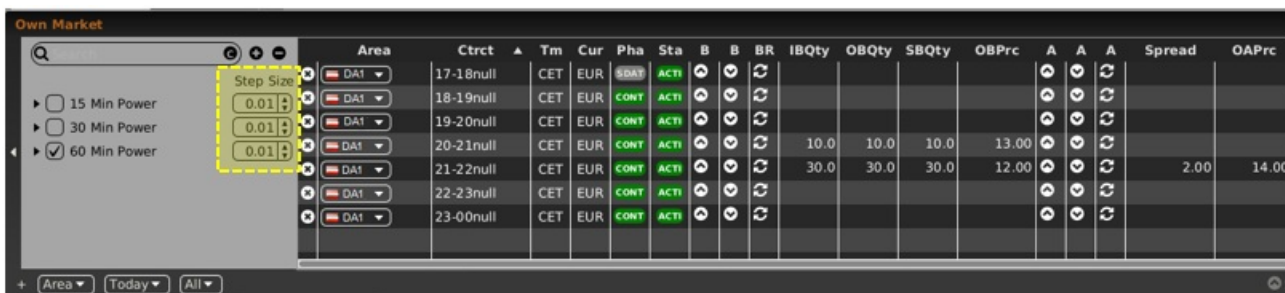 Own Market
Search
Step Size
15 Min Power 0.01
30 Min Power 0.01
60 Min Power 0.01
Area Ctrct Tm Cur Pha Sta B B BR IBQty OBQty SBQty OBPrc A A A Spread OAPrc
DA1 17-18null CET EUR SDAT ACTI
DA1 18-19null CET EUR CONT ACTI
DA1 19-20null CET EUR CONT ACTI
DA1 20-21null CET EUR CONT ACTI 10.0 10.0 10.0 13.00
DA1 21-22null CET EUR CONT ACTI 30.0 30.0 30.0 12.00 2.00 14.00
DA1 22-23null CET EUR CONT ACTI
DA1 23-00null CET EUR CONT ACTI
+ Area Today All